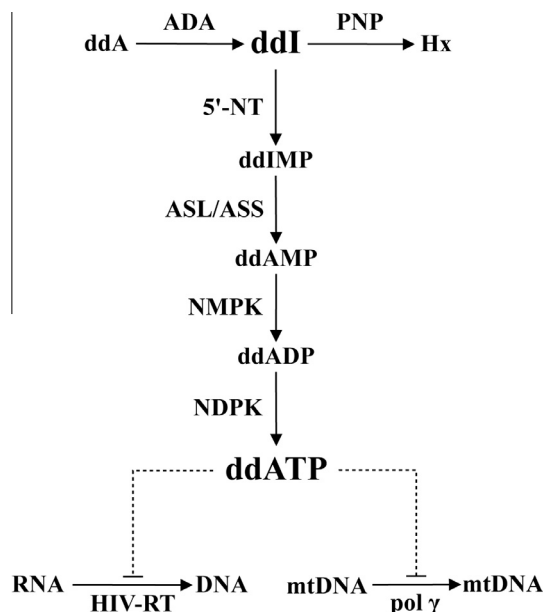 ADA PNP
ddA ddI Hx
5'-NT
ddIMP
ASL/ASS
ddAMP
NMPK
ddADP
NDPK
ddATP
RNA DNA mtDNA mtDNA
HIV-RT pol γ